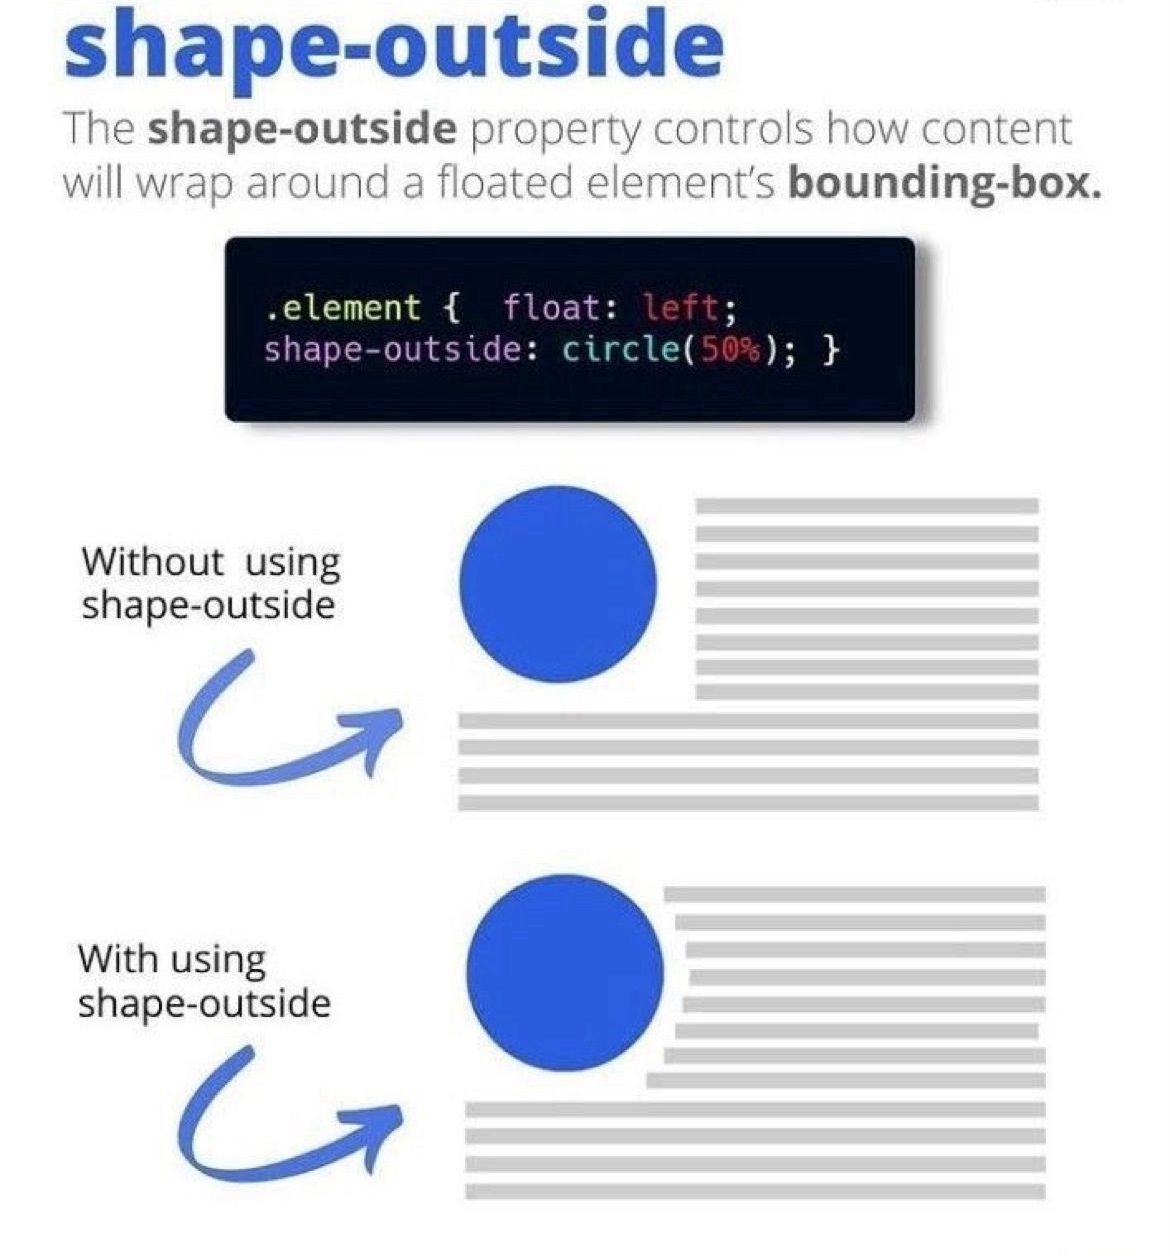 shape-outside
The shape-outside property controls how content
will wrap around a floated element's bounding-box.
.element {  float: left;
shape-outside: circle(50%); }
Without  using
shape-outside
With using
shape-outside